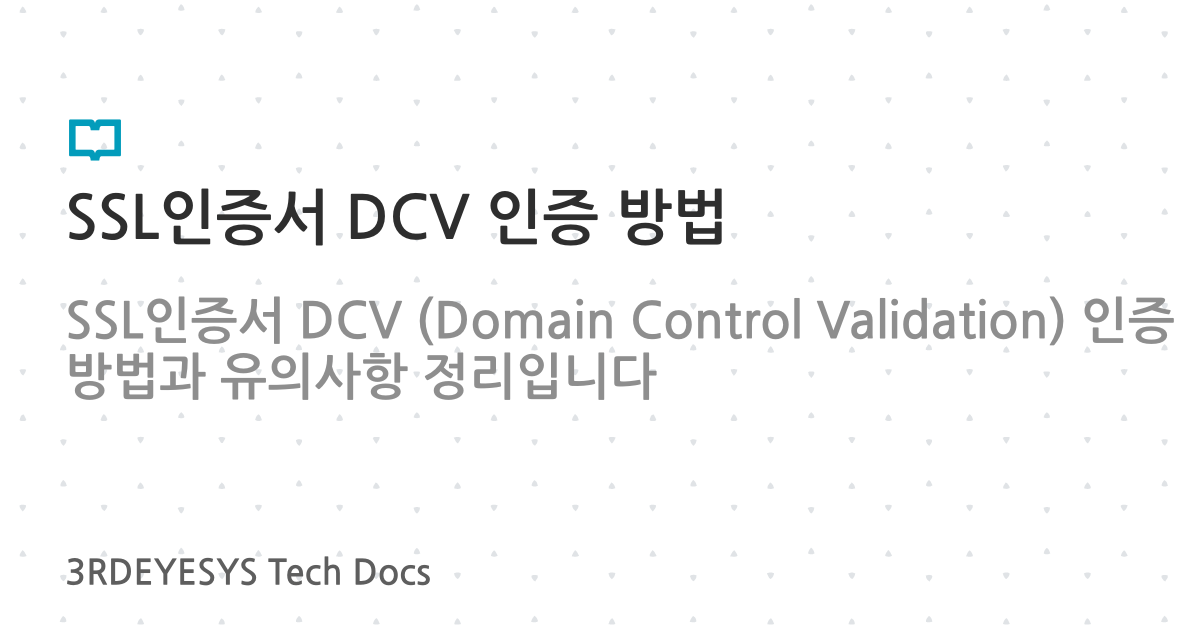 SSL인증서 DCV 인증 방법
SSL인증서 DCV (Domain Control Validation) 인증
방법과 유의사항 정리입니다
3RDEYESYS Tech Docs